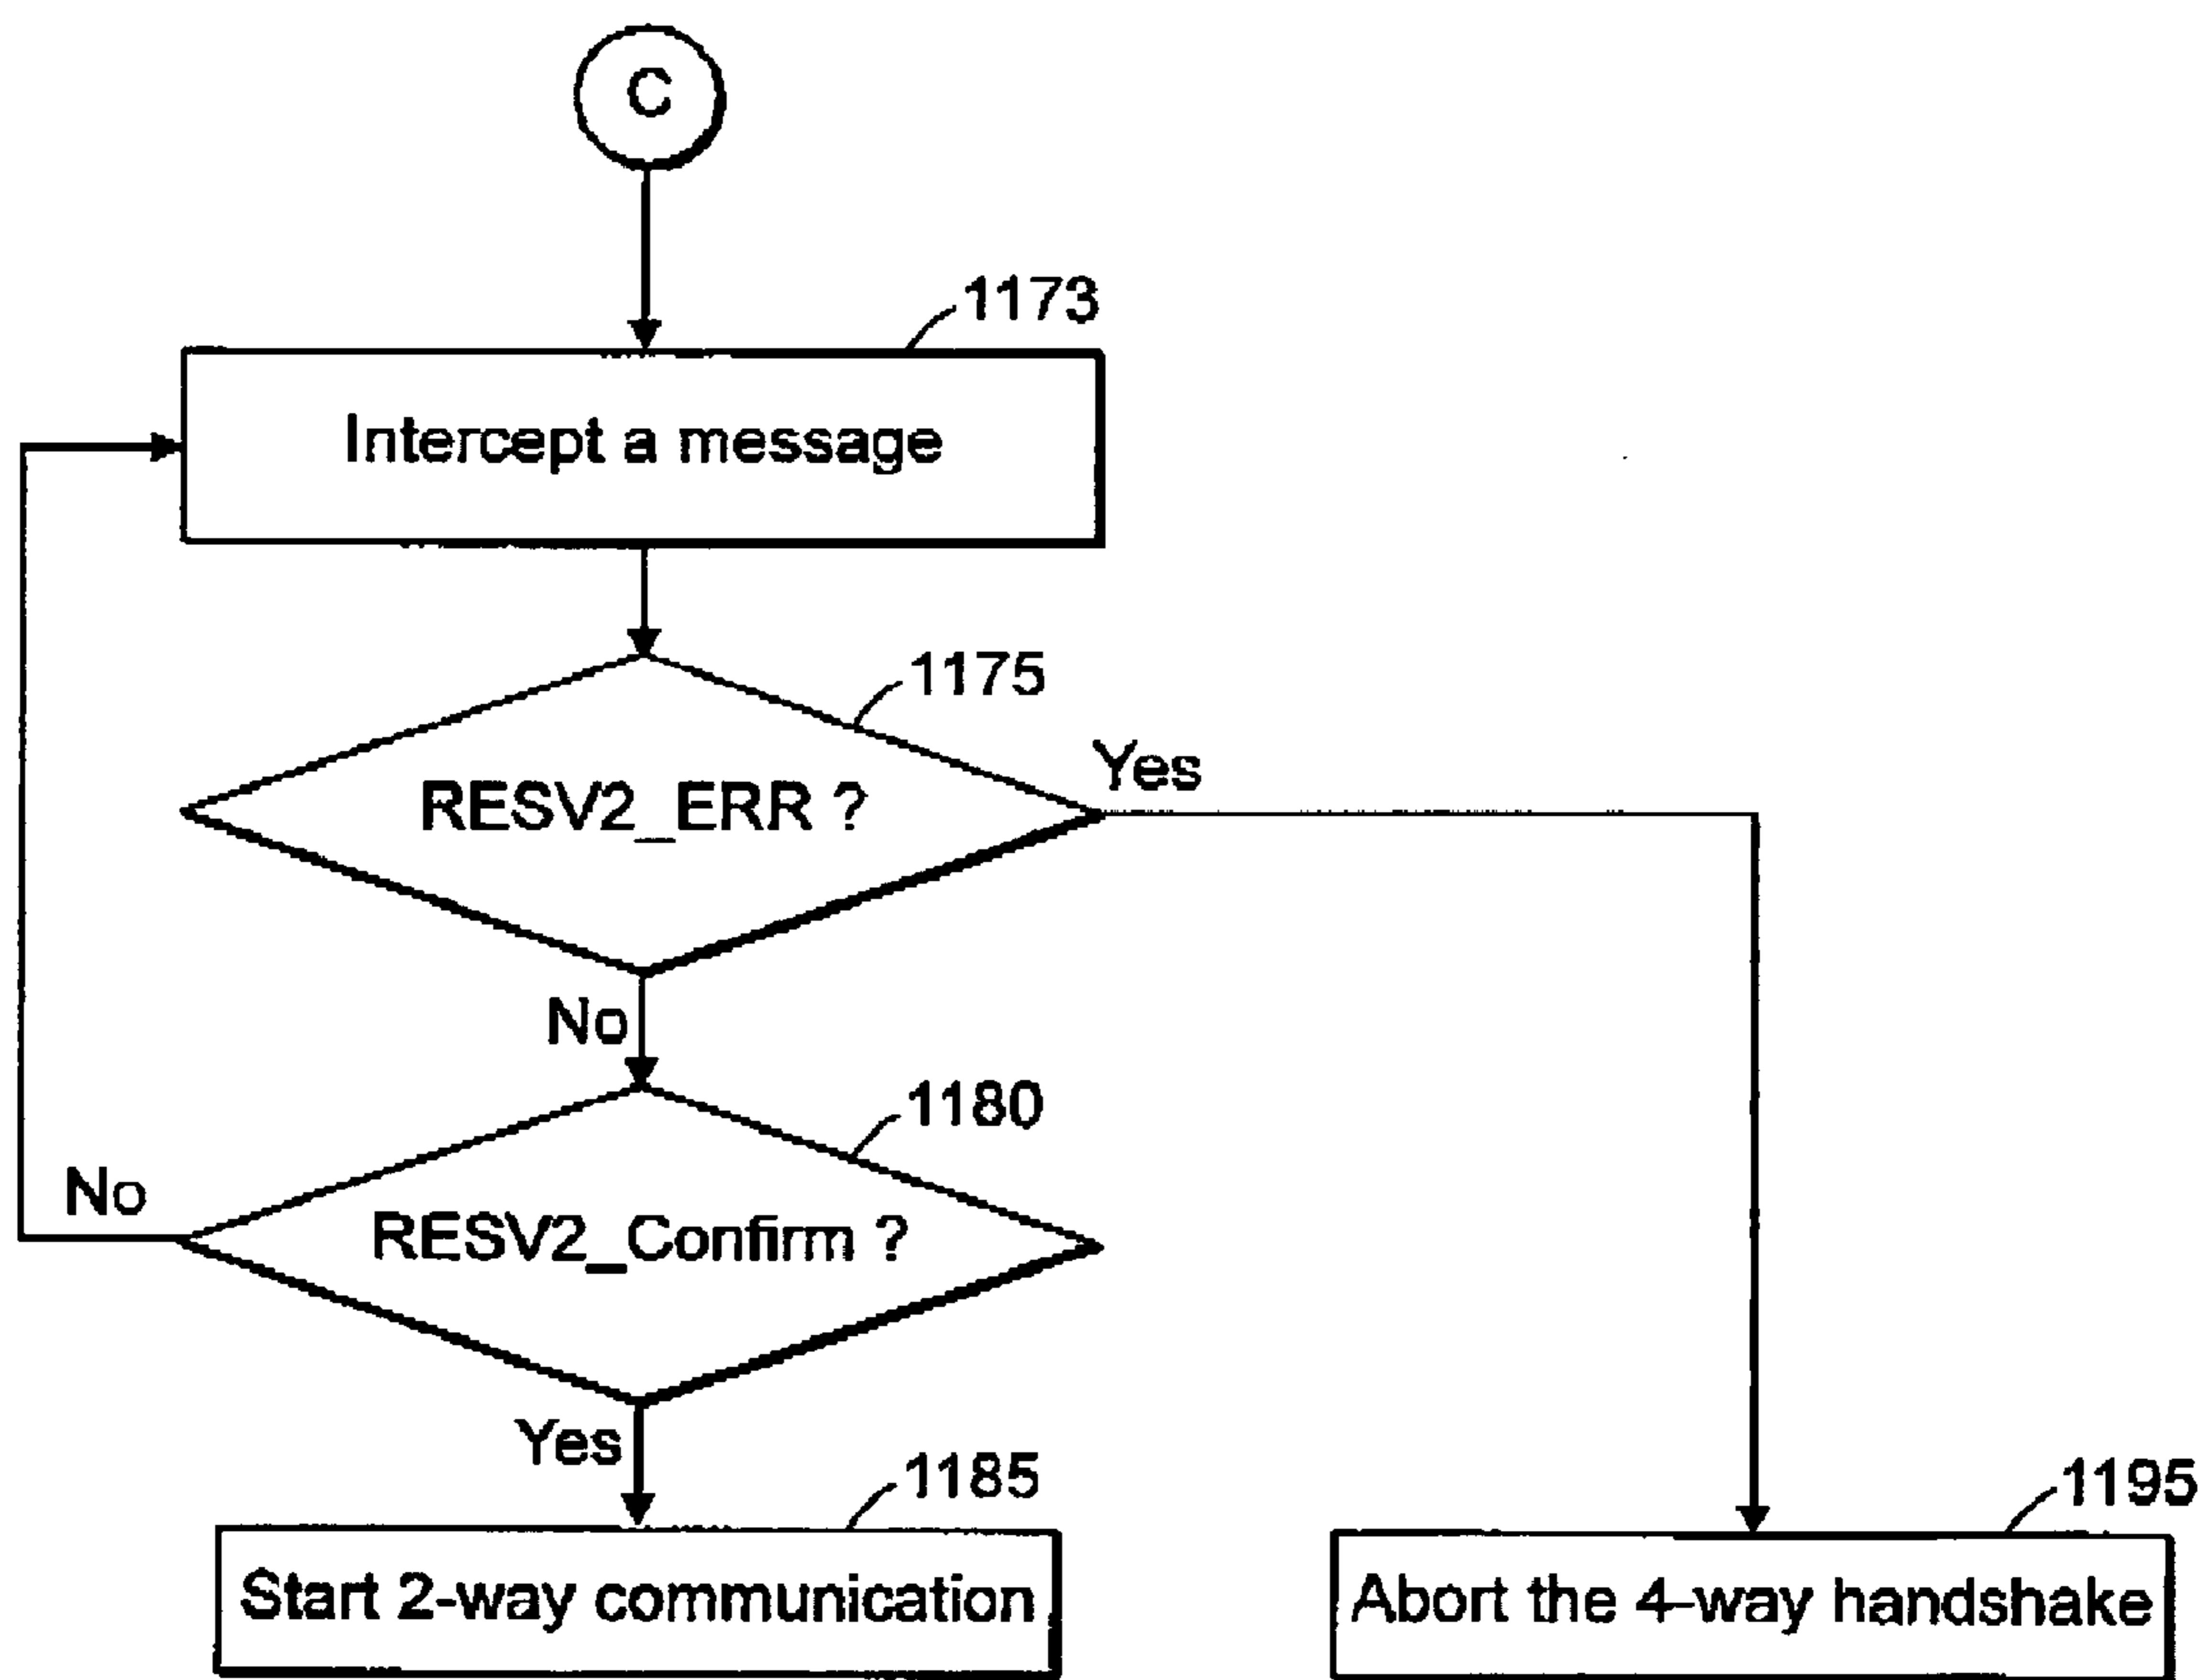 C
1173
Intercept a message
1175
RESV2_ERR ?
Yes
No
1180
No
RESV2_Confirm ?
Yes
1185
1195
Start 2-way communication
Abort the 4-way handshake